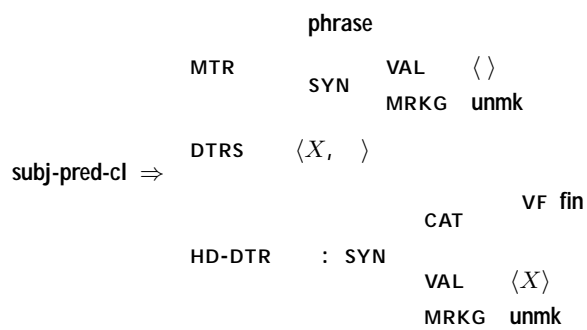 phrase
MTR SYN VAL ⟨ ⟩
MRKG unmk
DTRS ⟨X, ⟩
subj-pred-cl ⇒
CAT VF fin
HD-DTR : SYN
VAL ⟨X⟩
MRKG unmk